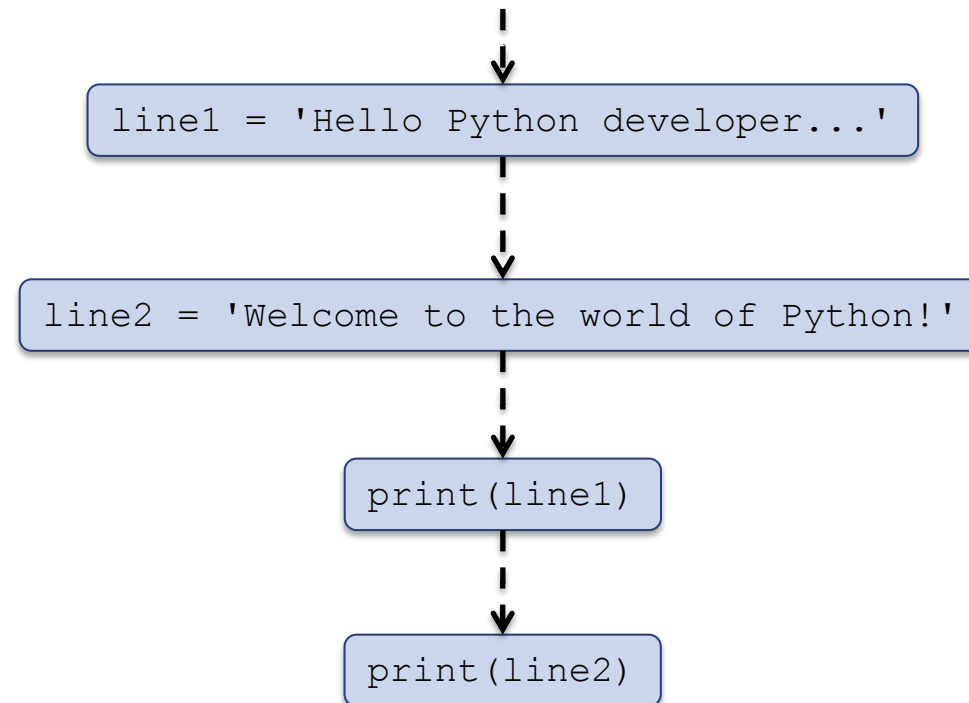 line1 = 'Hello Python developer...'
line2 = 'Welcome to the world of Python!'
print(line1)
print(line2)